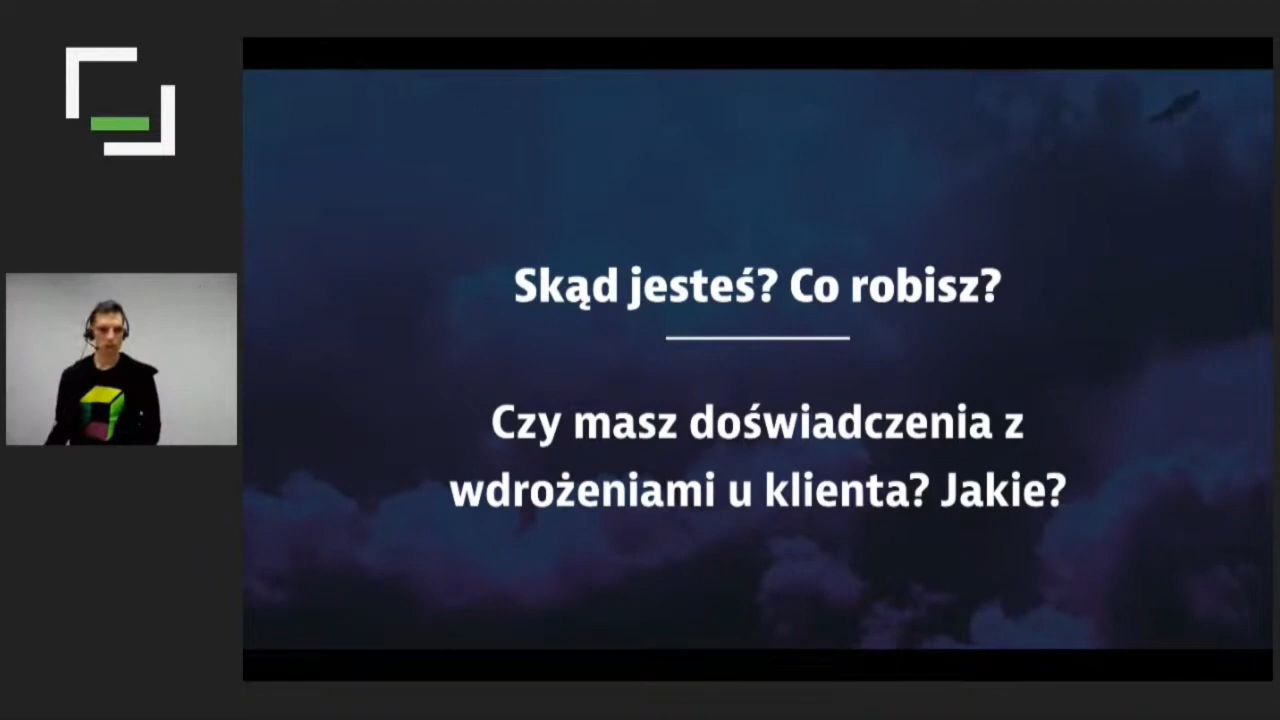 Skąd jesteś? Co robisz?
Czy masz doświadczenia z
wdrożeniami u klienta? Jakie?